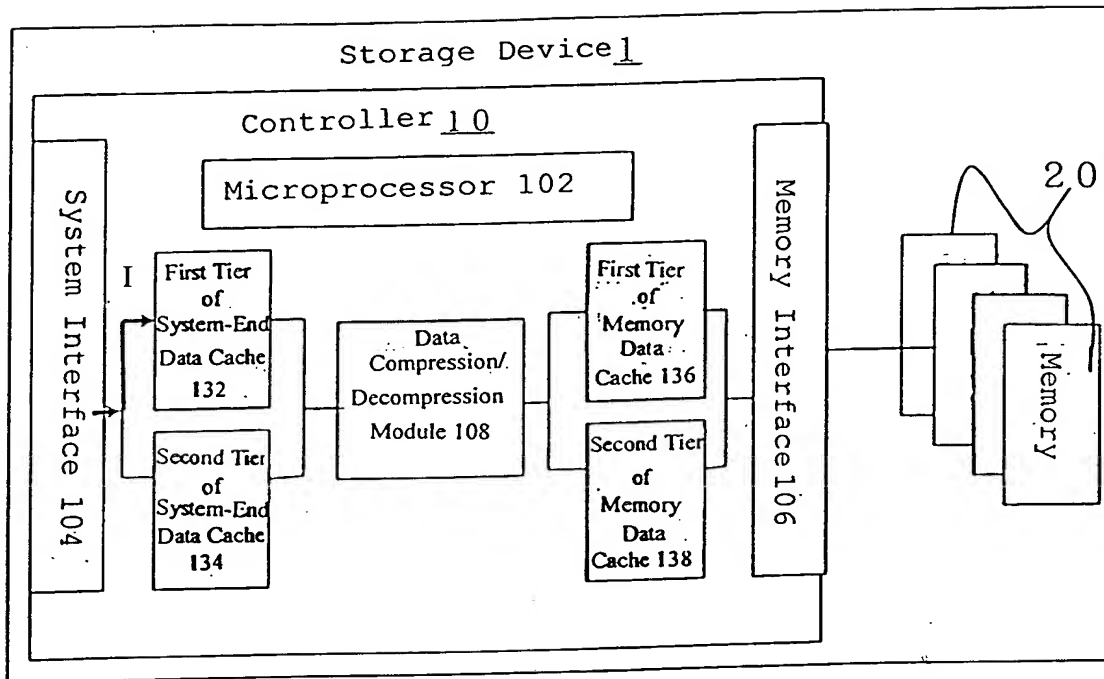 Storage Device 1
Controller 10
Microprocessor 102
System Interface 104
I
First Tier
of
System-End
Data Cache
132
Second Tier
of
System-End
Data Cache
134
Data
Compression/
Decompression
Module 108
First Tier
of
Memory
Data
Cache 136
Second Tier
of
Memory
Data
Cache 138
Memory Interface 106
20
Memory